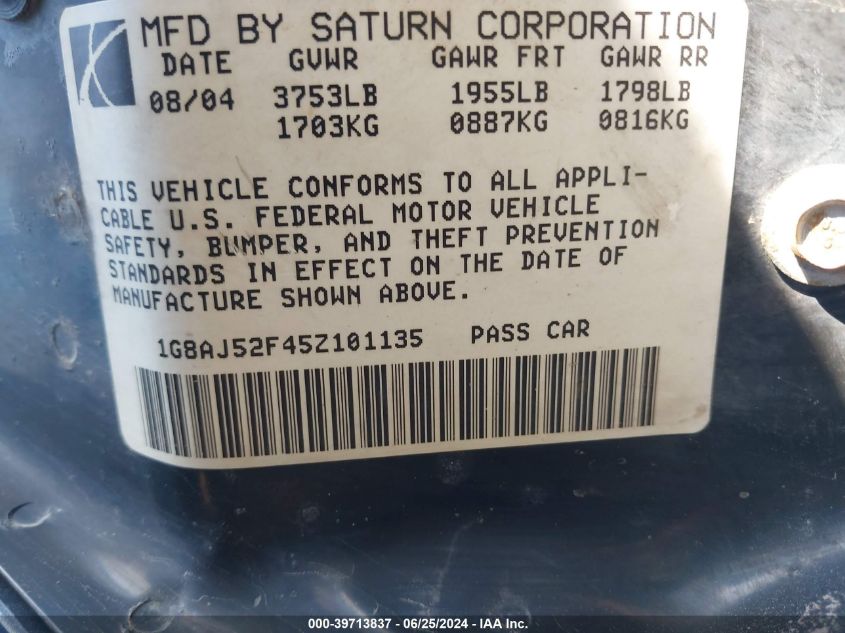 MFD BY SATURN CORPORATION
DATE GVWR GAWR FRT GAWR RR
08/04 3753LB 1955LB 1798LB
1703KG 0887KG 0816KG
THIS VEHICLE CONFORMS TO ALL APPLI-
CABLE U.S. FEDERAL MOTOR VEHICLE
SAFETY, BUMPER, AND THEFT PREVENTION
STANDARDS IN EFFECT ON THE DATE OF
MANUFACTURE SHOWN ABOVE.
1G8AJ52F45Z101135 PASS CAR
000-39713837 - 06/25/2024 - IAA Inc.